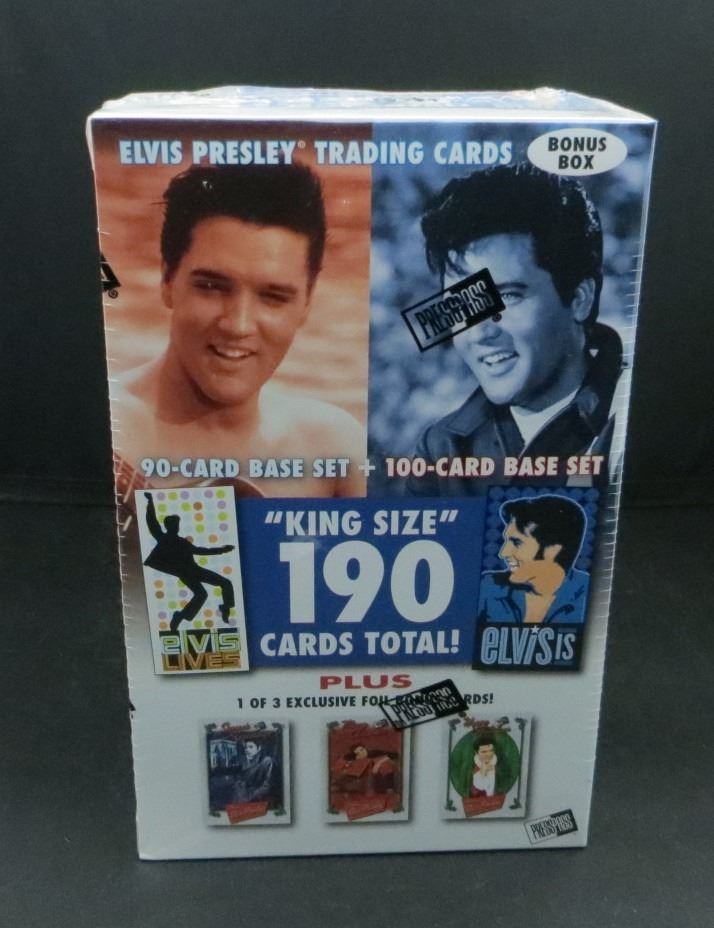 ELVIS PRESLEY® TRADING CARDS
BONUS
BOX
PRESS PASS
90-CARD BASE SET + 100-CARD BASE SET
"KING SIZE"
190
CARDS TOTAL!
elvis
LIVES
ELVIS IS
PLUS
1 OF 3 EXCLUSIVE FOIL
RDS!
PRESS PASS
PRESS PASS